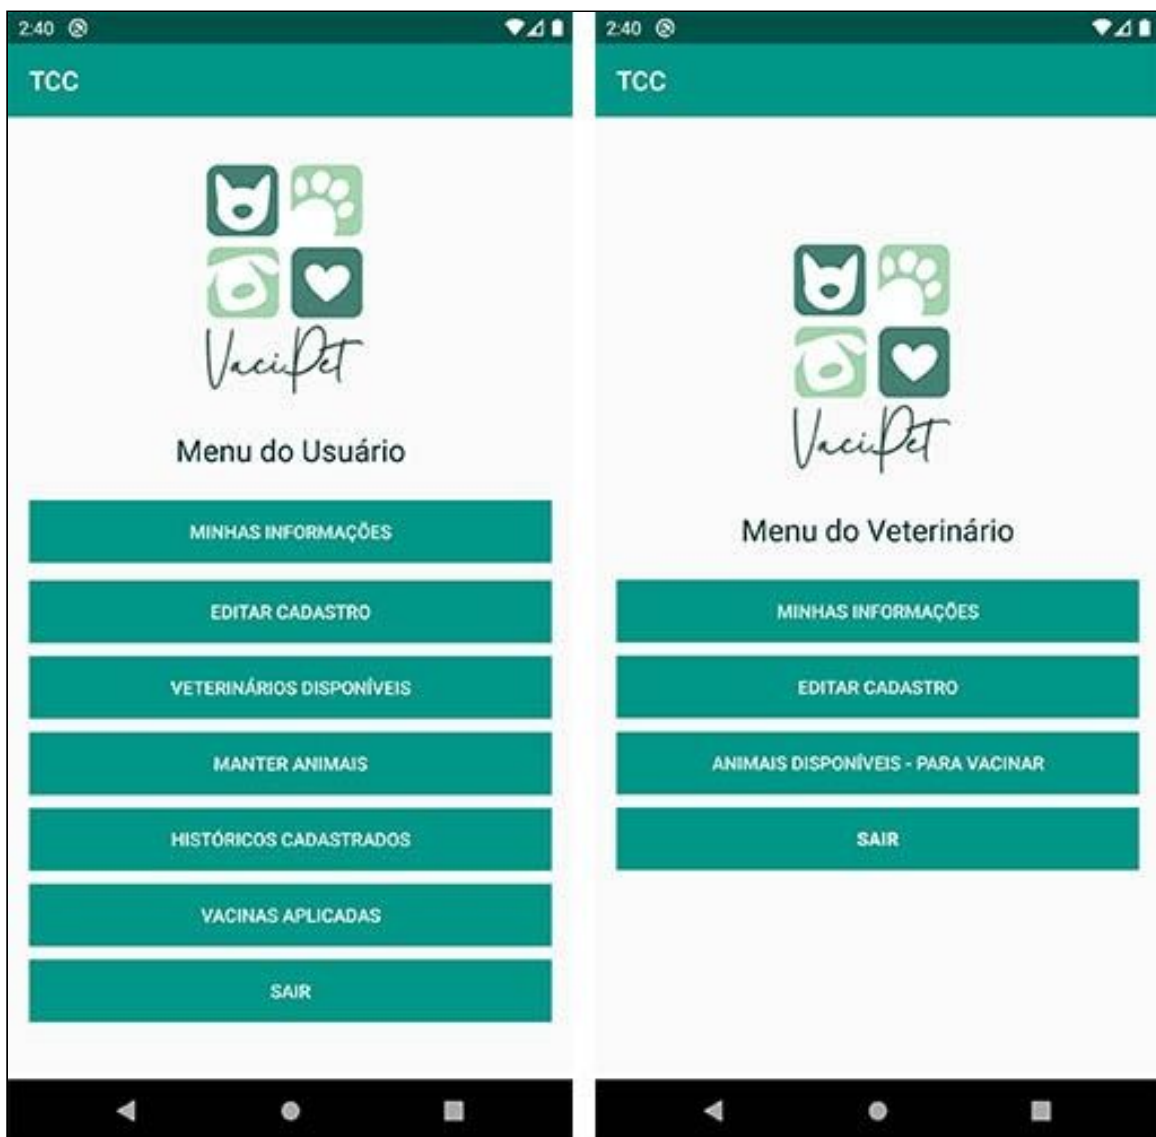 2:40
TCC
VaciPet
Menu do Usuário
MINHAS INFORMAÇÕES
EDITAR CADASTRO
VETERINÁRIOS DISPONÍVEIS
MANTER ANIMAIS
HISTÓRICOS CADASTRADOS
VACINAS APLICADAS
SAIR
2:40
TCC
VaciPet
Menu do Veterinário
MINHAS INFORMAÇÕES
EDITAR CADASTRO
ANIMAIS DISPONÍVEIS - PARA VACINAR
SAIR